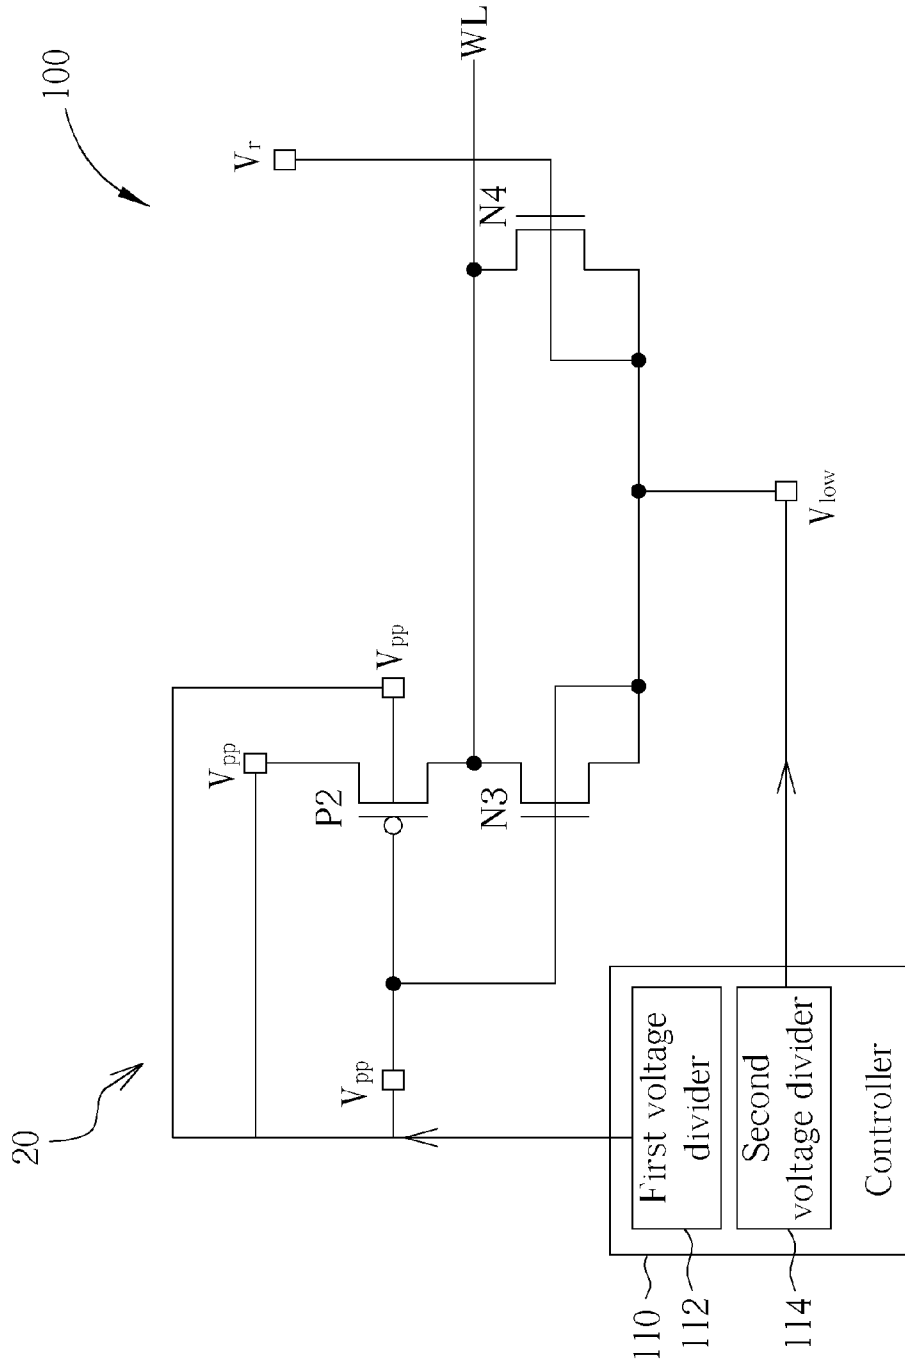 20
100
V_pp
V_pp
V_pp
V_r
P2
N3
N4
WL
V_low
110
112
114
First voltage
divider
Second
voltage divider
Controller